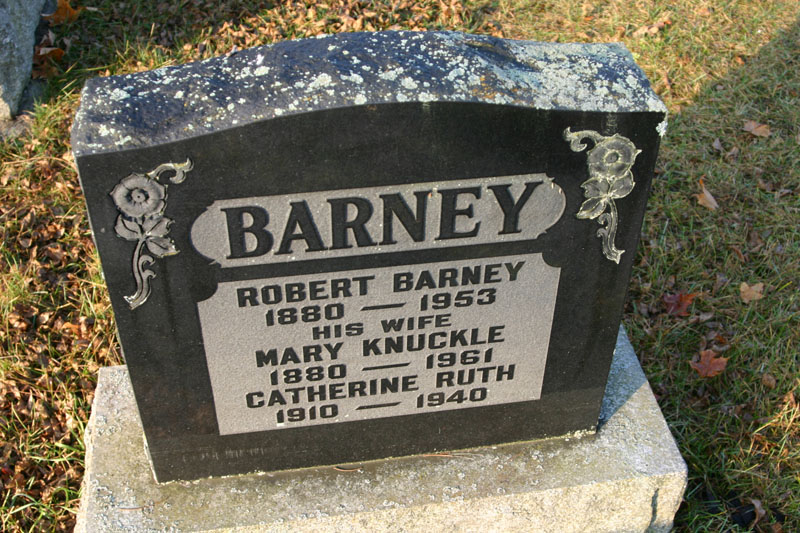 BARNEY
ROBERT BARNEY
1880 — 1953
HIS WIFE
MARY KNUCKLE
1880 — 1961
CATHERINE RUTH
1910 — 1940